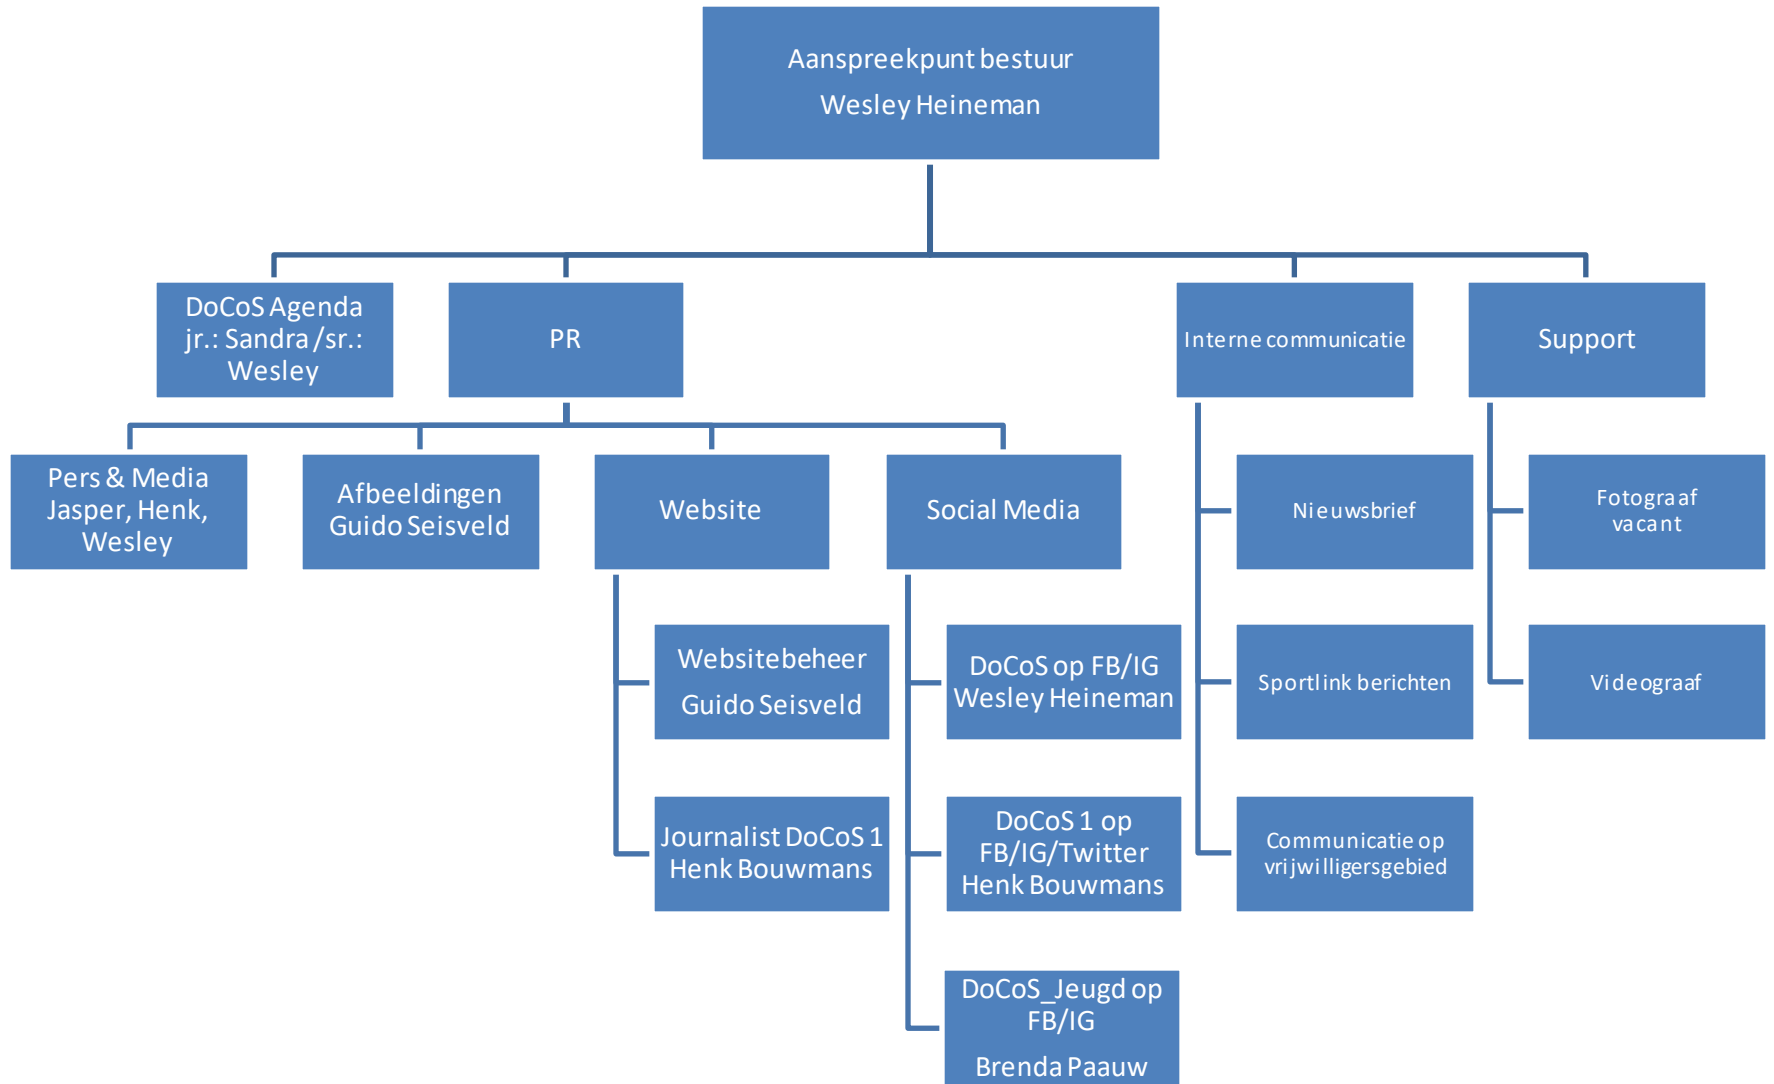 Aanspreekpunt bestuur
Wesley Heineman
DoCoS Agenda
jr.: Sandra /sr.:
Wesley
PR
Interne communicatie
Support
Pers & Media
Jasper, Henk,
Wesley
Afbeeldingen
Guido Seisveld
Website
Social Media
Nieuwsbrief
Fotograaf
vacant
Websitebeheer
Guido Seisveld
DoCoS op FB/IG
Wesley Heineman
Sportlink berichten
Videograaf
Journalist DoCoS 1
Henk Bouwmans
DoCoS 1 op
FB/IG/Twitter
Henk Bouwmans
Communicatie op
vrijwilligersgebied
DoCoS_Jeugd op
FB/IG
Brenda Paauw